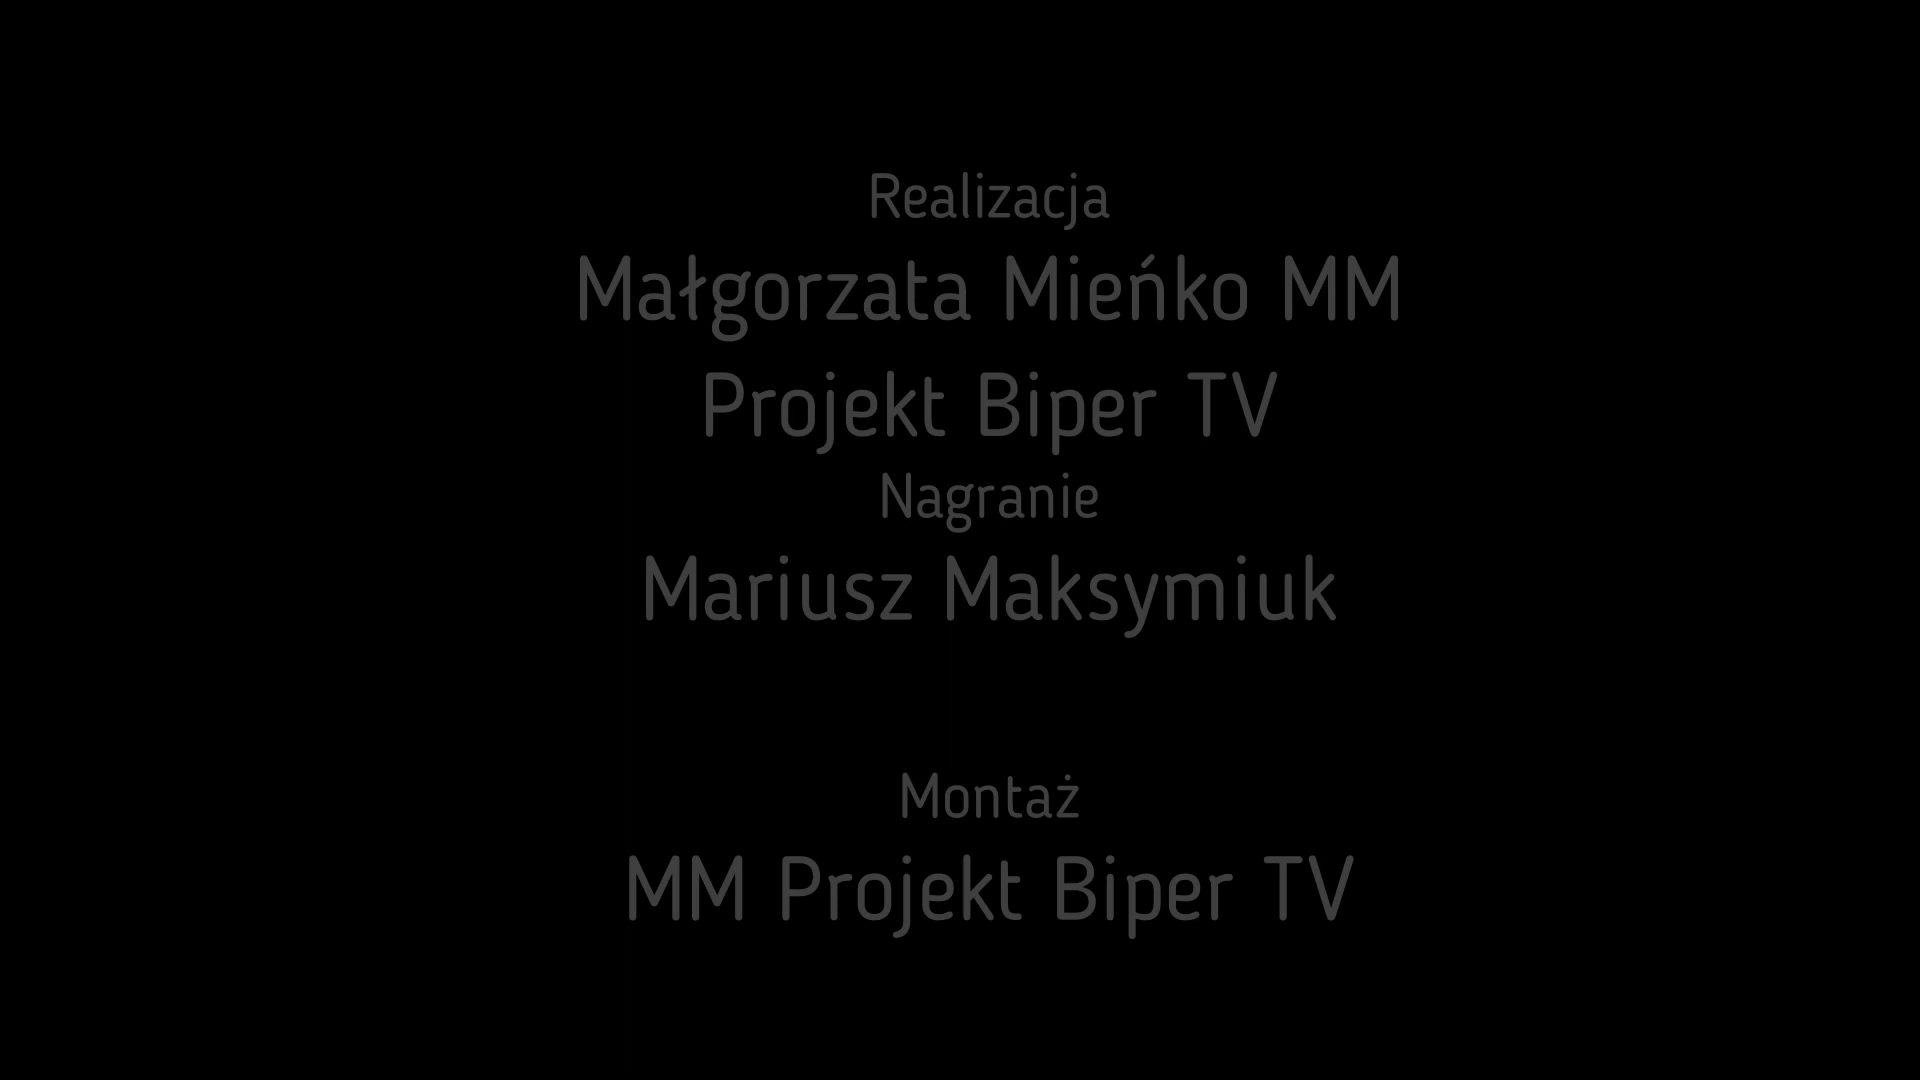 Realizacja
Małgorzata Mieńko MM
Projekt Biper TV
Nagranie
Mariusz Maksymiuk
Montaż
MM Projekt Biper TV